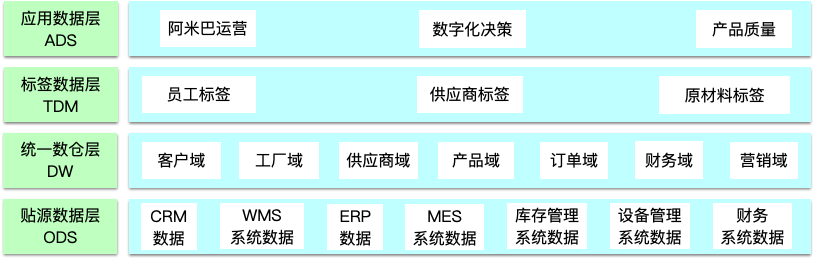 应用数据层
ADS
阿米巴运营
数字化决策
产品质量
标签数据层
TDM
员工标签
供应商标签
原材料标签
统一数仓层
DW
客户域
工厂域
供应商域
产品域
订单域
财务域
营销域
贴源数据层
ODS
CRM
数据
WMS
系统数据
ERP
数据
MES
系统数据
库存管理
系统数据
设备管理
系统数据
财务
系统数据